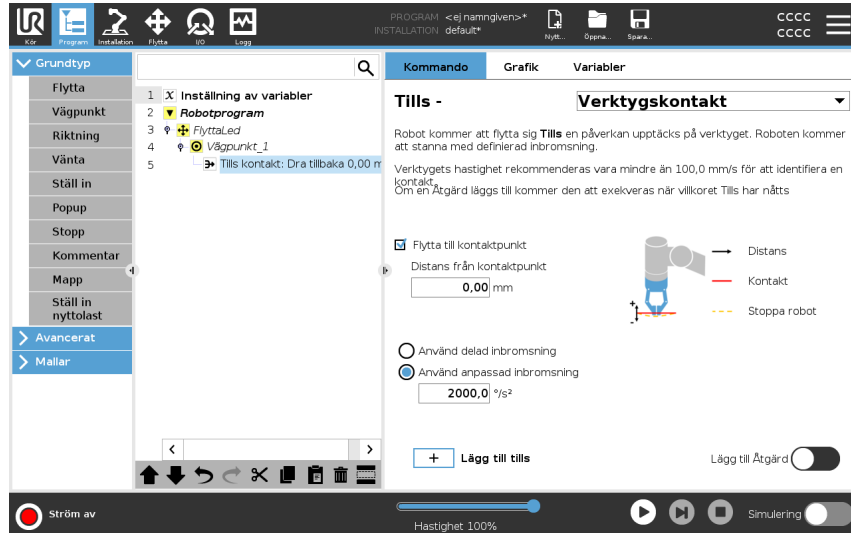 UR
PROGRAM <ej namngiven>*
INSTALLATION default*
cccc
cccc
Kör
Program
Installation
Flytta
I/O
Logg
Nytt...
Öppna...
Spara...
Grundtyp
Flytta
Vägpunkt
Riktning
Vänta
Ställ in
Popup
Stopp
Kommentar
Mapp
Ställ in
nyttolast
Avancerat
Mallar
1 X Inställning av variabler
2 Robotprogram
3 FlyttaLed
4 Vägpunkt_1
5 Tills kontakt: Dra tillbaka 0,00 m
Kommando
Grafik
Variabler
Tills -
Verktygskontakt
Robot kommer att flytta sig Tills en påverkan upptäcks på verktyget. Roboten kommer
att stanna med definierad inbromsning.
Verktygets hastighet rekommenderas vara mindre än 100,0 mm/s för att identifiera en
kontakt.
Om en Åtgärd läggs till kommer den att exekveras när villkoret Tills har nåtts
Flytta till kontaktpunkt
Distans från kontaktpunkt
0,00 mm
+
-
Distans
Kontakt
Stoppa robot
Använd delad inbromsning
Använd anpassad inbromsning
2000,0 °/s²
+ Lägg till tills
Lägg till Åtgärd
Ström av
Hastighet 100%
Simulering